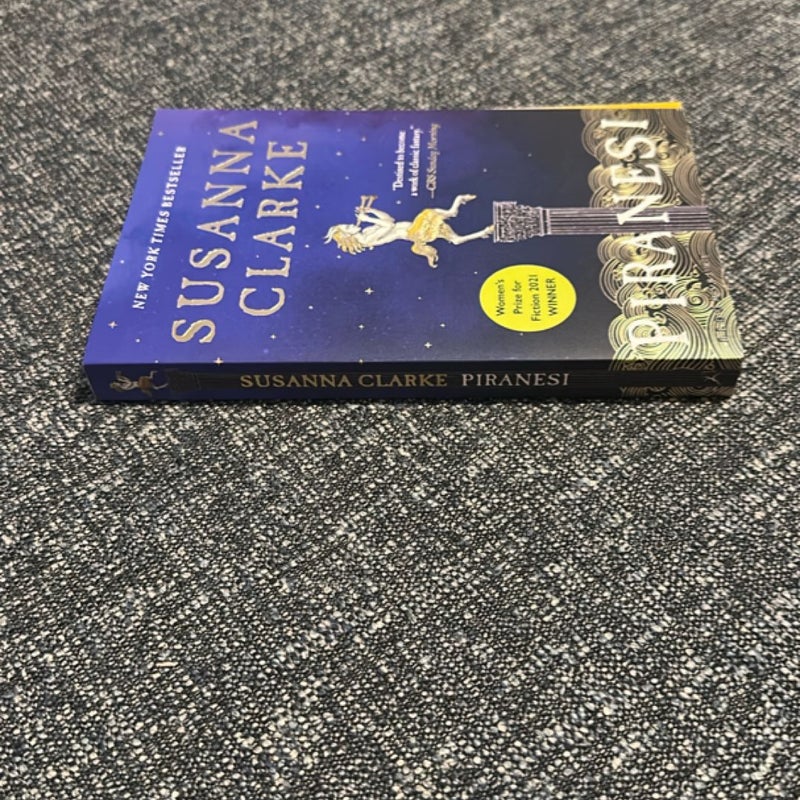 NEW YORK TIMES BESTSELLER
SUSANNA
CLARKE
"Destined to become
a work of classic fantasy."
—CBS Sunday Morning
Women's
Prize for
Fiction 2021
WINNER
PIRANESI
SUSANNA CLARKE PIRANESI